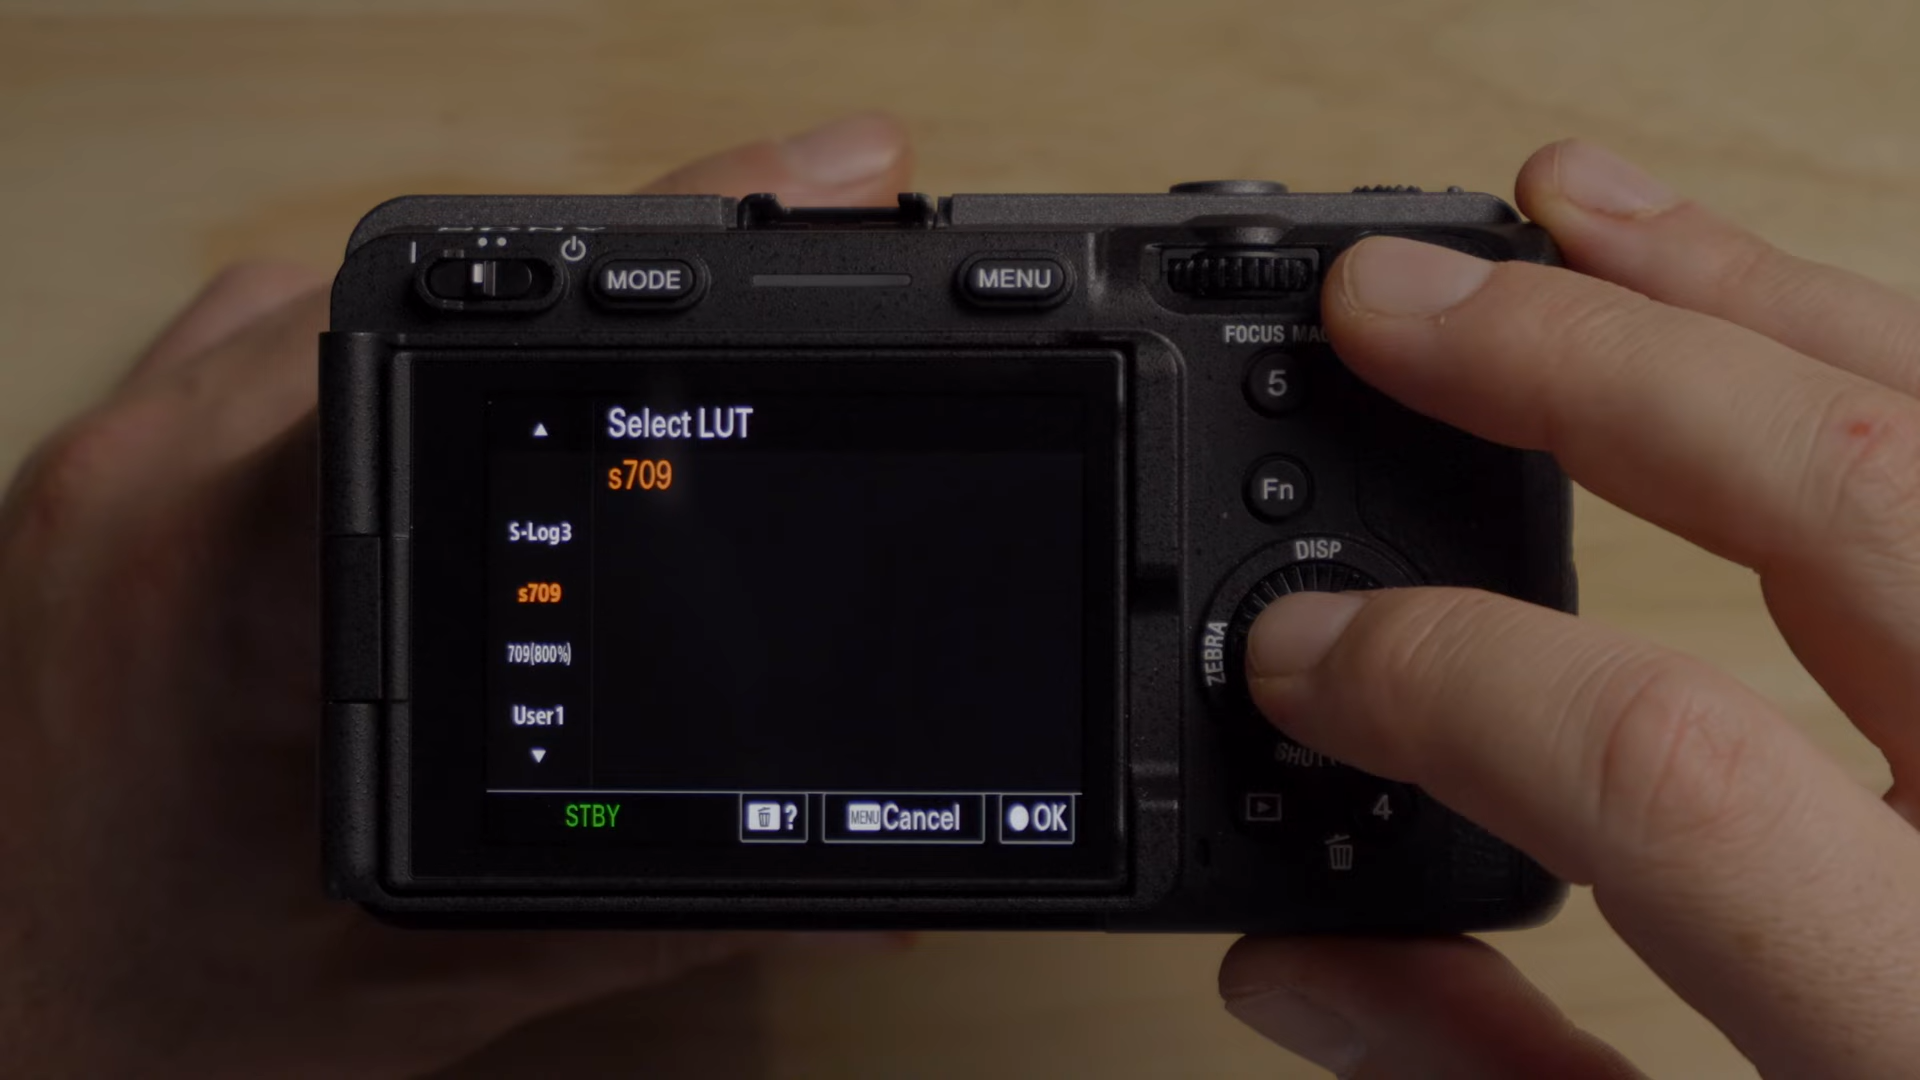 MODE
MENU
FOCUS
5
Fn
DISP
ZEBRA
4
Select LUT
s709
S-Log3
s709
709(800%)
User1
STBY
?
MENU Cancel
OK